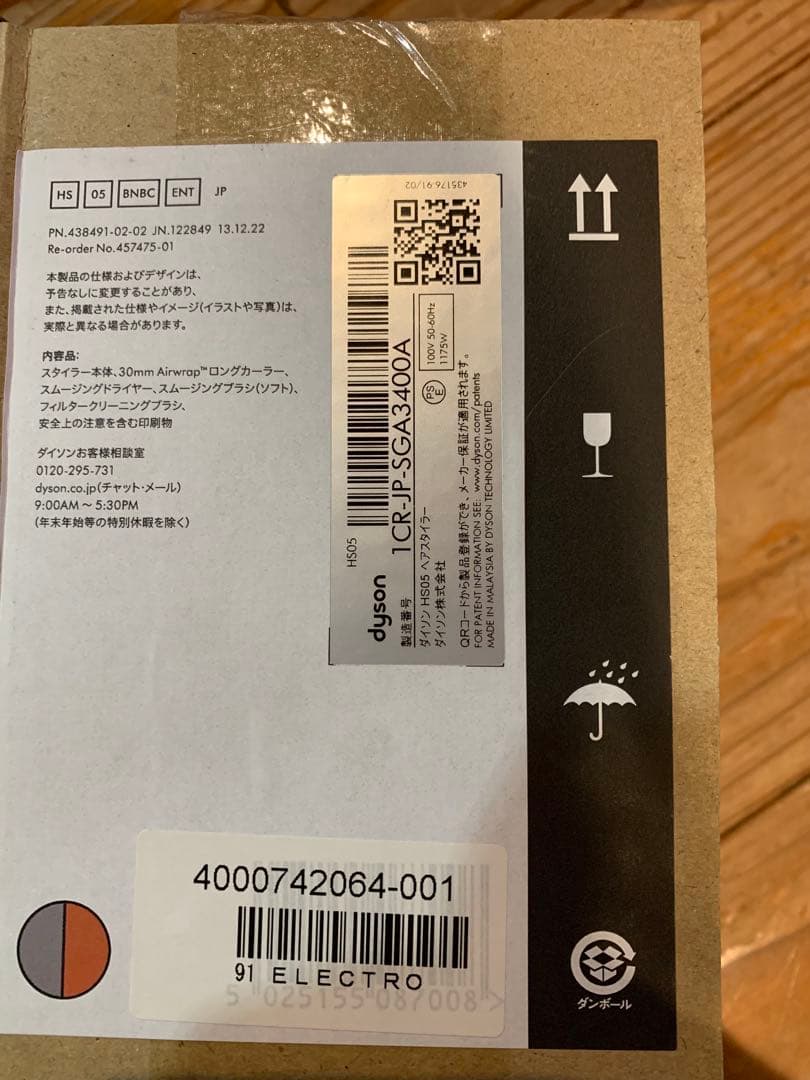 HS 05 BNBC ENT JP
PN.438491-02-02 JN.122849 13.12.22
Re-order No.457475-01
本製品の仕様およびデザインは、
予告なしに変更することがあり、
また、掲載された仕様やイメージ(イラストや写真)は、
実際と異なる場合があります。
内容品:
スタイラー本体、30mm Airwrap™ロングカーラー、
スムージングドライヤー、スムージングブラシ(ソフト)、
フィルタークリーニングブラシ、
安全上の注意を含む印刷物
ダイソンお客様相談室
0120-295-731
dyson.co.jp(チャット・メール)
9:00AM ~ 5:30PM
(年末年始等の特別休暇を除く)
435176.91/02
HS05
dyson
製造番号 1CR-JP-SGA3400A
ダイソン HS05 ヘアスタイラー
ダイソン株式会社
PS
E
100V 50-60Hz
1175W
QRコードから製品登録ができ、メーカー保証が適用されます。
FOR PATENT INFORMATION SEE: www.dyson.com/patents
MADE IN MALAYSIA BY DYSON TECHNOLOGY LIMITED
4000742064-001
91 ELECTRO
5 025155 087008 >
ダンボール